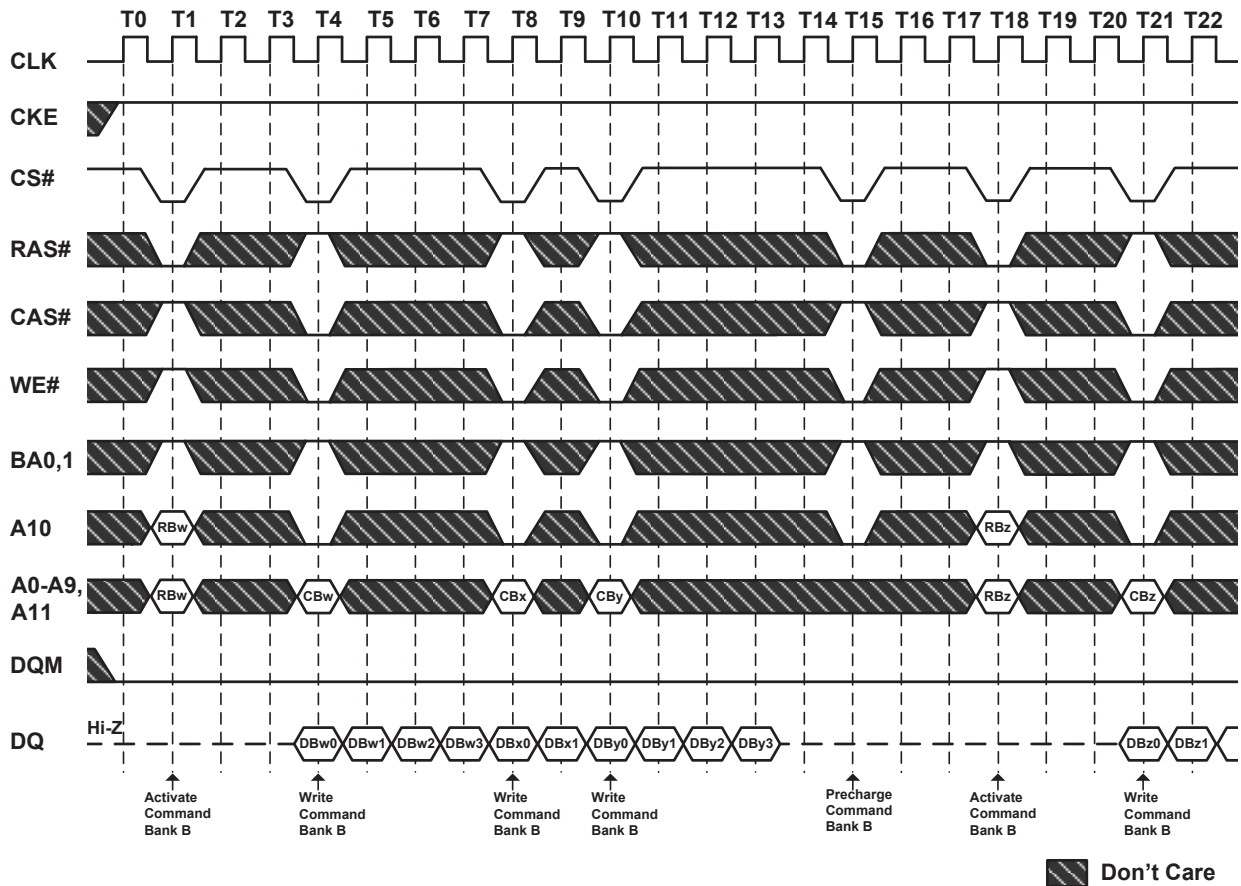 T0 T1 T2 T3 T4 T5 T6 T7 T8 T9 T10 T11 T12 T13 T14 T15 T16 T17 T18 T19 T20 T21 T22
CLK
CKE
CS#
RAS#
CAS#
WE#
BA0,1
A10
RBw
RBz
A0-A9,
A11
RBw
CBw
CBx
CBy
RBz
CBz
DQM
DQ
Hi-Z
DBw0 DBw1 DBw2 DBw3 DBx0 DBx1 DBy0 DBy1 DBy2 DBy3 DBz0 DBz1
Activate
Command
Bank B
Write
Command
Bank B
Write
Command
Bank B
Write
Command
Bank B
Precharge
Command
Bank B
Activate
Command
Bank B
Write
Command
Bank B
Don't Care